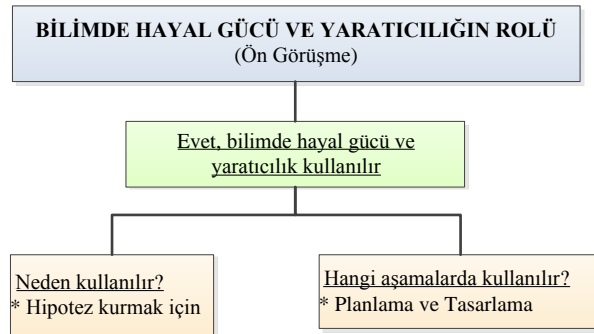 BİLİMDE HAYAL GÜCÜ VE YARATICILIĞIN ROLÜ
(Ön Görüşme)
Evet, bilimde hayal gücü ve
yaratıcılık kullanılır
Neden kullanılır?
* Hipotez kurmak için
Hangi aşamalarda kullanılır?
* Planlama ve Tasarlama